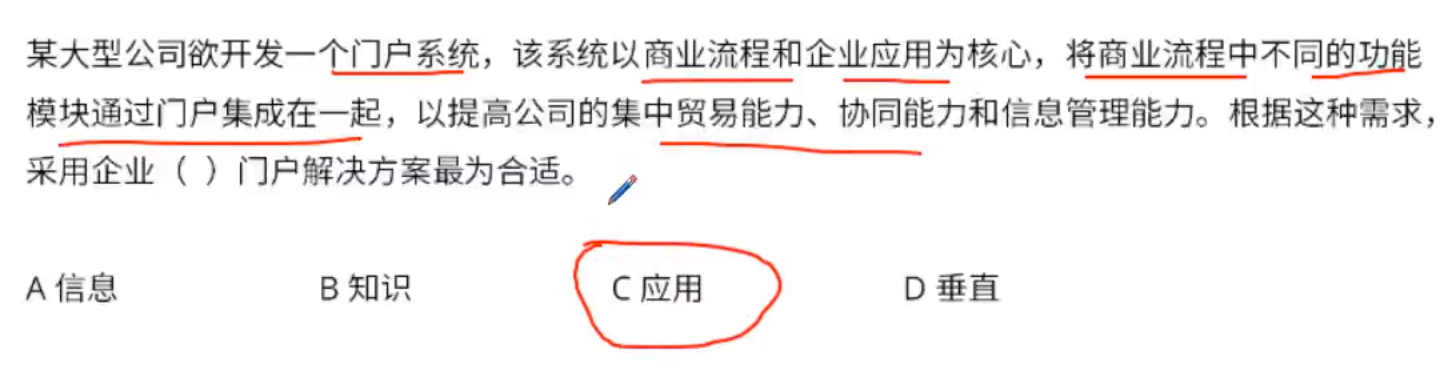 某大型公司欲开发一个门户系统，该系统以商业流程和企业应用为核心，将商业流程中不同的功能
模块通过门户集成在一起，以提高公司的集中贸易能力、协同能力和信息管理能力。根据这种需求，
采用企业（ ）门户解决方案最为合适。
A 信息 B 知识 C 应用 D 垂直